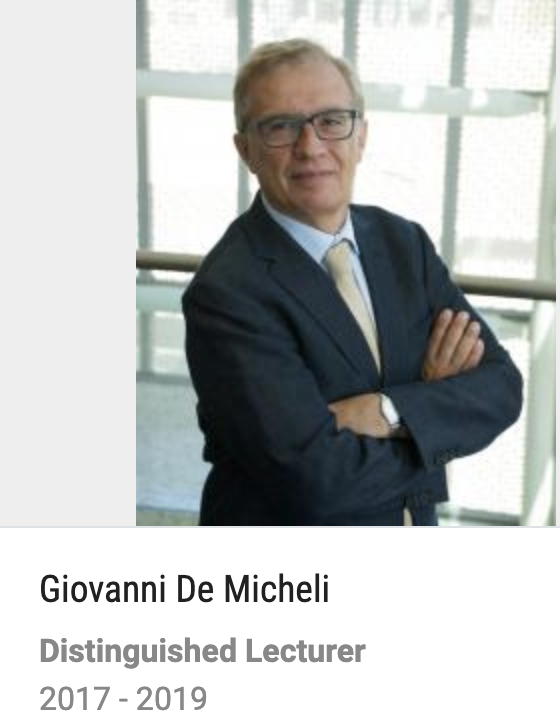 Giovanni De Micheli
Distinguished Lecturer
2017 - 2019